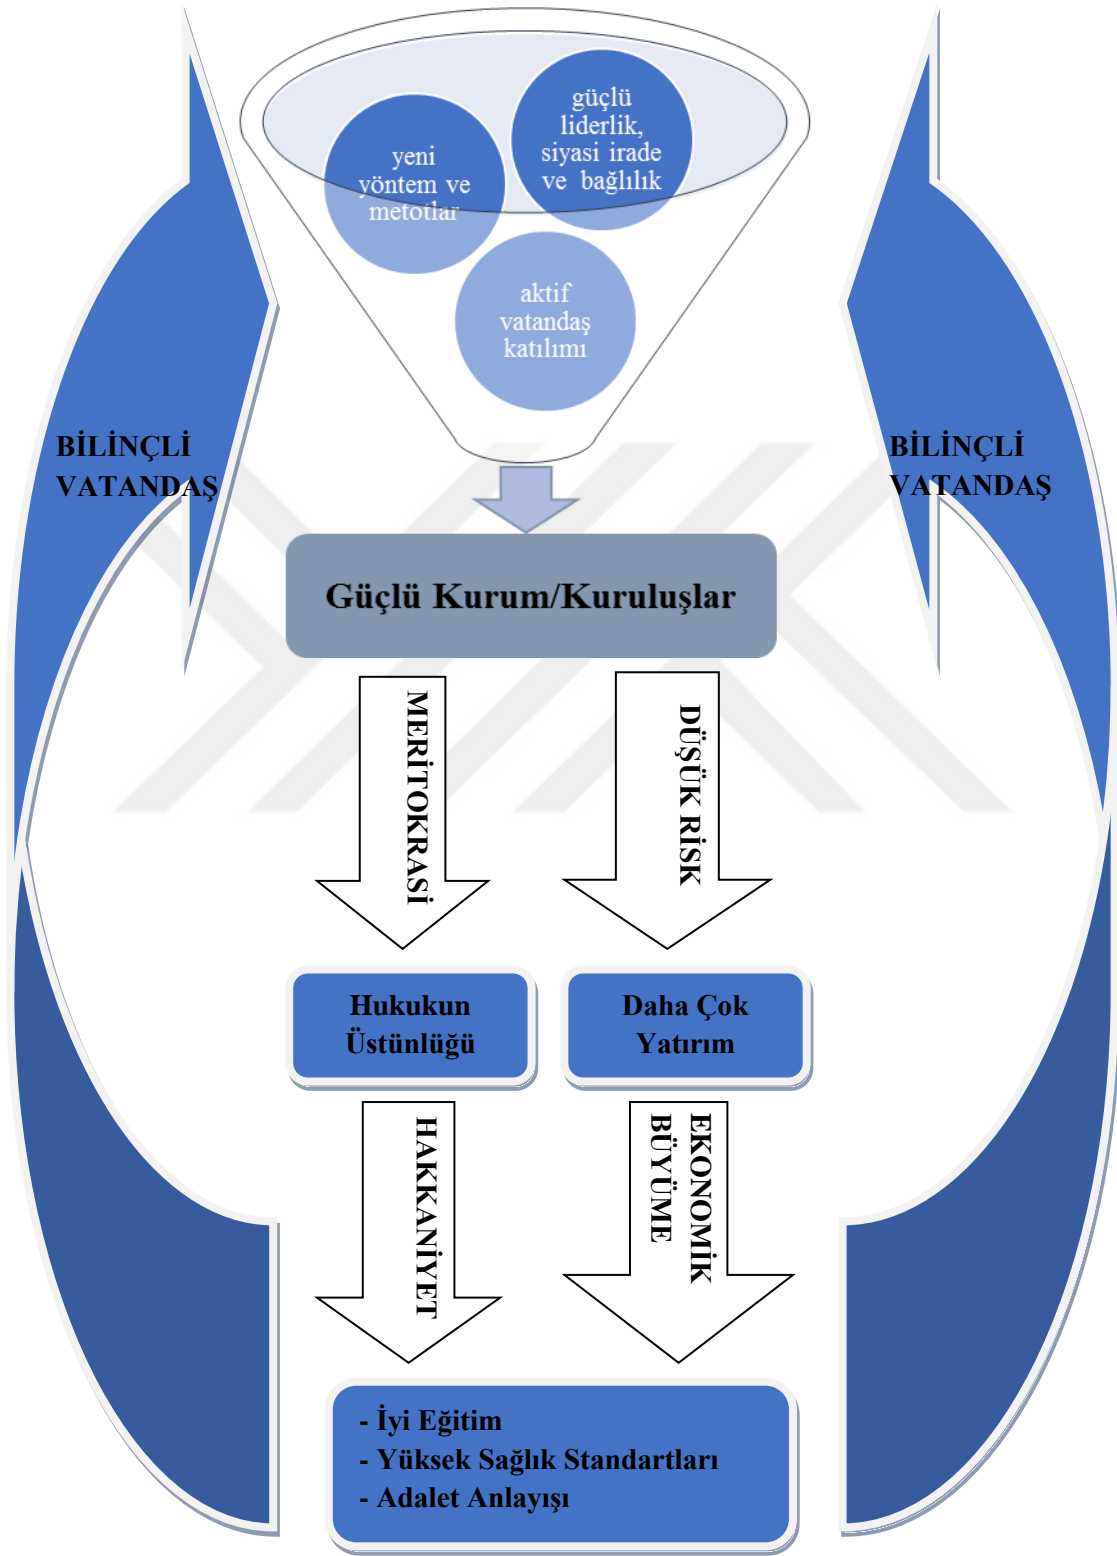 güçlü
liderlik,
siyasi irade
ve bağlılık
yeni
yöntem ve
metotlar
aktif
vatandaş
katılımı
BİLİNÇLİ
VATANDAŞ
BİLİNÇLİ
VATANDAŞ
Güçlü Kurum/Kuruluşlar
MERİTOKRASİ
DÜŞÜK RİSK
Hukukun
Üstünlüğü
Daha Çok
Yatırım
HAKKANİYET
EKONOMİK
BÜYÜME
- İyi Eğitim
- Yüksek Sağlık Standartları
- Adalet Anlayışı